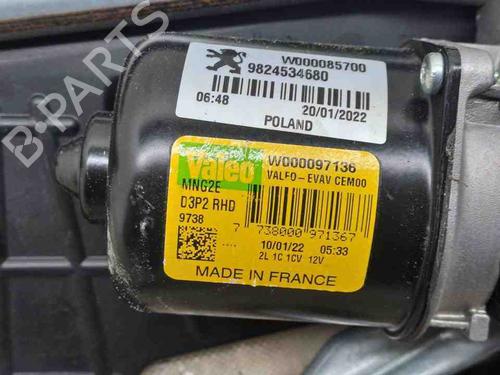 W000085700
9824534680
06:48 20/01/2022
POLAND
Valeo
W000097136
VALEO-EVAV CEM00
MNG2E
D3P2 RHD
9738
7 738000 971367
10/01/22 05:33
2L 1C 1CV 12V
MADE IN FRANCE
B-PARTS